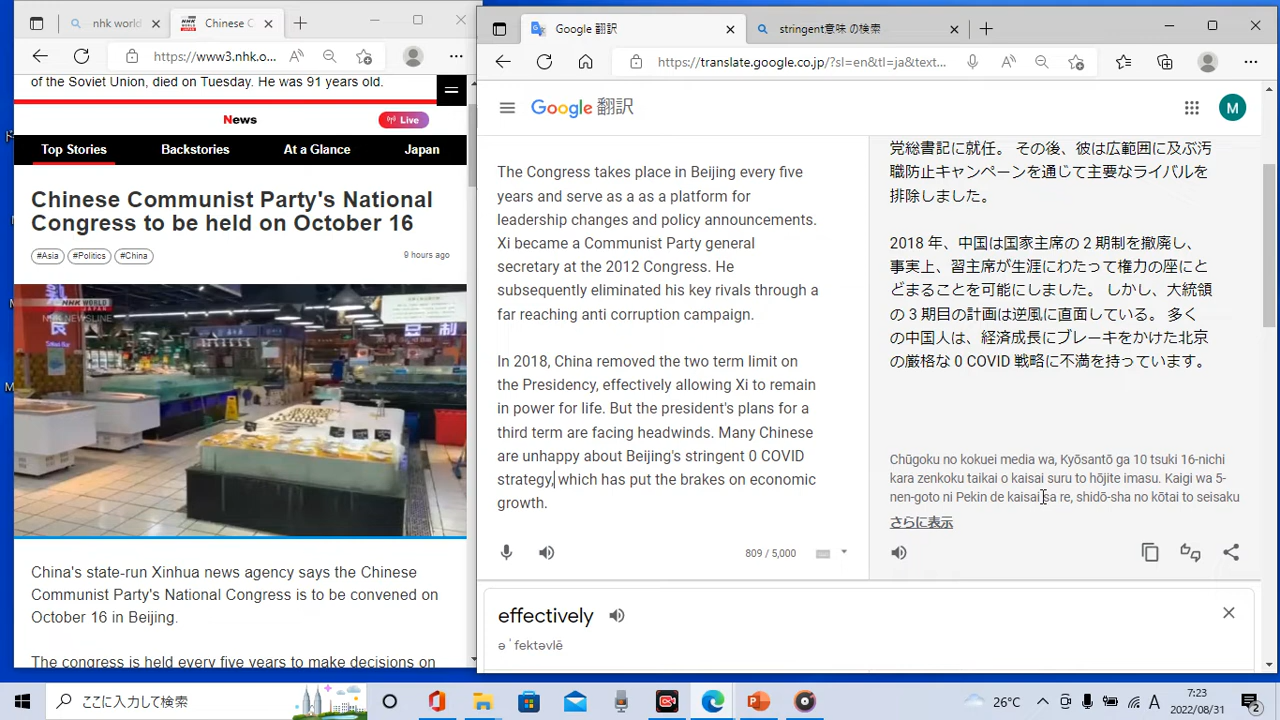 nhk world
Chinese C
https://www3.nhk.o...
of the Soviet Union, died on Tuesday. He was 91 years old.
News
Live
Top Stories
Backstories
At a Glance
Japan
Chinese Communist Party's National
Congress to be held on October 16
#Asia
#Politics
#China
9 hours ago
NHK WORLD
JAPAN
NEWSLINE
China's state-run Xinhua news agency says the Chinese
Communist Party's National Congress is to be convened on
October 16 in Beijing.
The congress is held every five years to make decisions on
Google 翻訳
stringent意味 の検索
https://translate.google.co.jp/?sl=en&tl=ja&text...
Google 翻訳
M
The Congress takes place in Beijing every five
years and serve as a as a platform for
leadership changes and policy announcements.
Xi became a Communist Party general
secretary at the 2012 Congress. He
subsequently eliminated his key rivals through a
far reaching anti corruption campaign.
In 2018, China removed the two term limit on
the Presidency, effectively allowing Xi to remain
in power for life. But the president's plans for a
third term are facing headwinds. Many Chinese
are unhappy about Beijing's stringent 0 COVID
strategy, which has put the brakes on economic
growth.
809 / 5,000
党総書記に就任。 その後、彼は広範囲に及ぶ汚
職防止キャンペーンを通じて主要なライバルを
排除しました。
2018 年、中国は国家主席の 2 期制を撤廃し、
事実上、習主席が生涯にわたって権力の座にと
どまることを可能にしました。 しかし、大統領
の 3 期目の計画は逆風に直面している。 多く
の中国人は、経済成長にブレーキをかけた北京
の厳格な 0 COVID 戦略に不満を持っています。
Chūgoku no kokuei media wa, Kyōsantō ga 10 tsuki 16-nichi
kara zenkoku taikai o kaisai suru to hōjite imasu. Kaigi wa 5-
nen-goto ni Pekin de kaisai sa re, shidō-sha no kōtai to seisaku
さらに表示
effectively
əˈfektəvlē
ここに入力して検索
26°C
A
7:23
2022/08/31
2